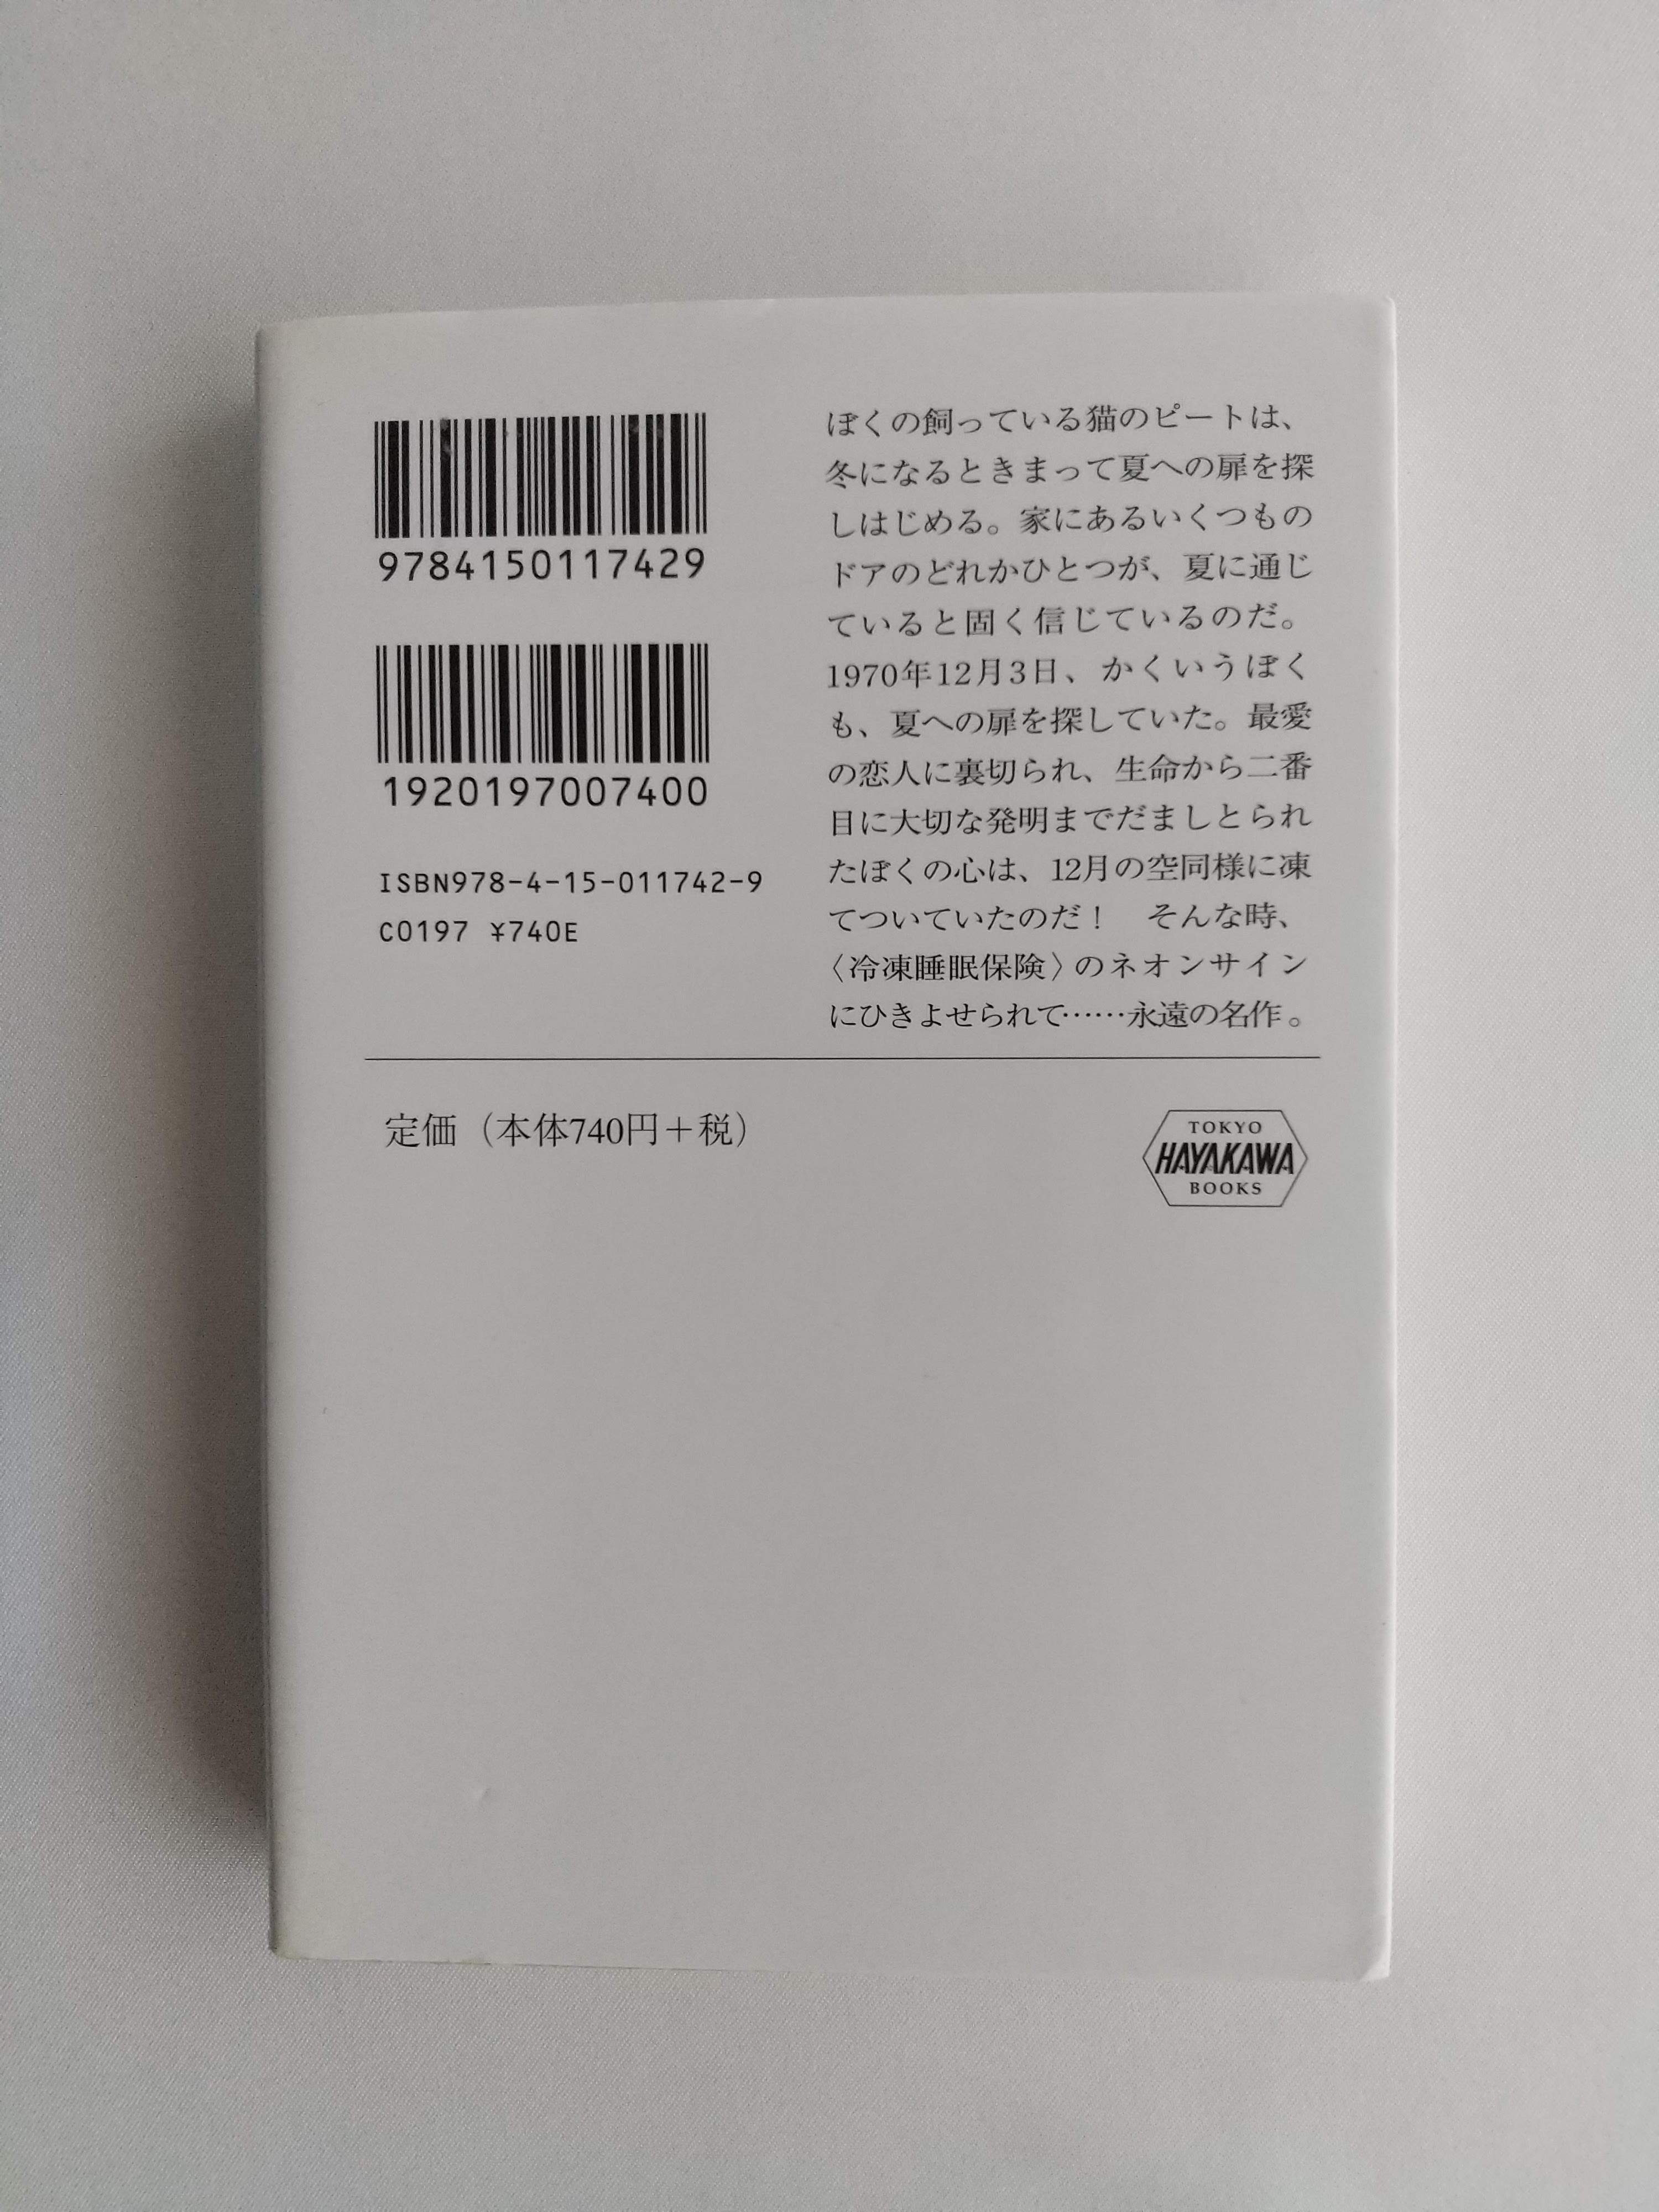 9784150117429
1920197007400
ISBN978-4-15-011742-9
C0197 ¥740E
ぼくの飼っている猫のピートは、
冬になるときまって夏への扉を探
しはじめる。家にあるいくつもの
ドアのどれかひとつが、夏に通じ
ていると固く信じているのだ。
1970年12月3日、かくいうぼく
も、夏への扉を探していた。最愛
の恋人に裏切られ、生命から二番
目に大切な発明までだましとられ
たぼくの心は、12月の空同様に凍
てついていたのだ！　そんな時、
〈冷凍睡眠保険〉のネオンサイン
にひきよせられて……永遠の名作。
定価（本体740円＋税）
TOKYO
HAYAKAWA
BOOKS